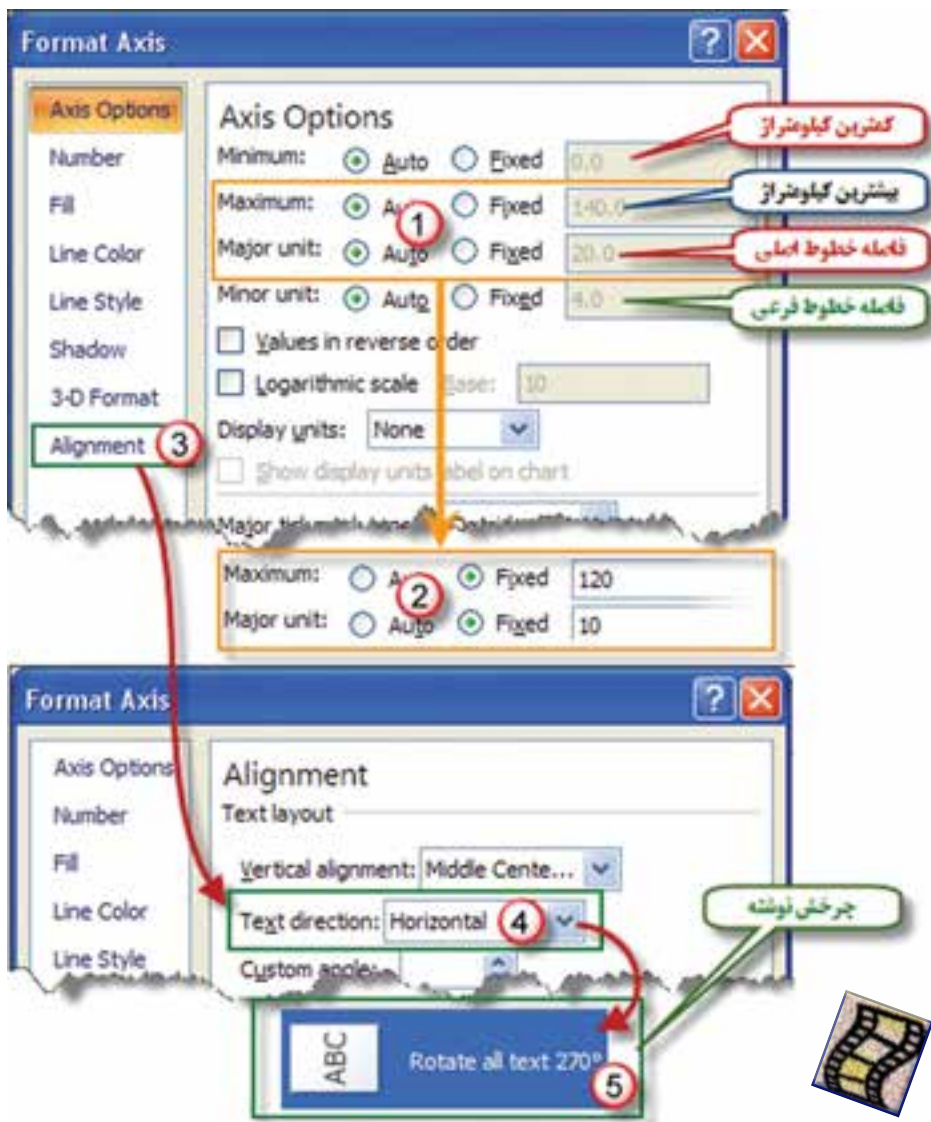 Format Axis
Axis Options
Number
Fill
Line Color
Line Style
Shadow
3-D Format
Alignment 3
Axis Options
Minimum: Auto Fixed 0.0
Maximum: Fixed 140.0
1
Major unit: Auto Fixed 20.0
Minor unit: Auto Fixed 4.0
Values in reverse order
Logarithmic scale Base: 10
Display units: None
Show display units label on chart
کمترین کیلومتراژ
بیشترین کیلومتراژ
فاصله خطوط اصلی
فاصله خطوط فرعی
Maximum: Fixed 120
2
Major unit: Auto Fixed 10
Format Axis
Axis Options
Number
Fill
Line Color
Line Style
Alignment
Text layout
Vertical alignment: Middle Cente...
Text direction: Horizontal 4
Custom angle:
چرخش نوشته
ABC Rotate all text 270°
5